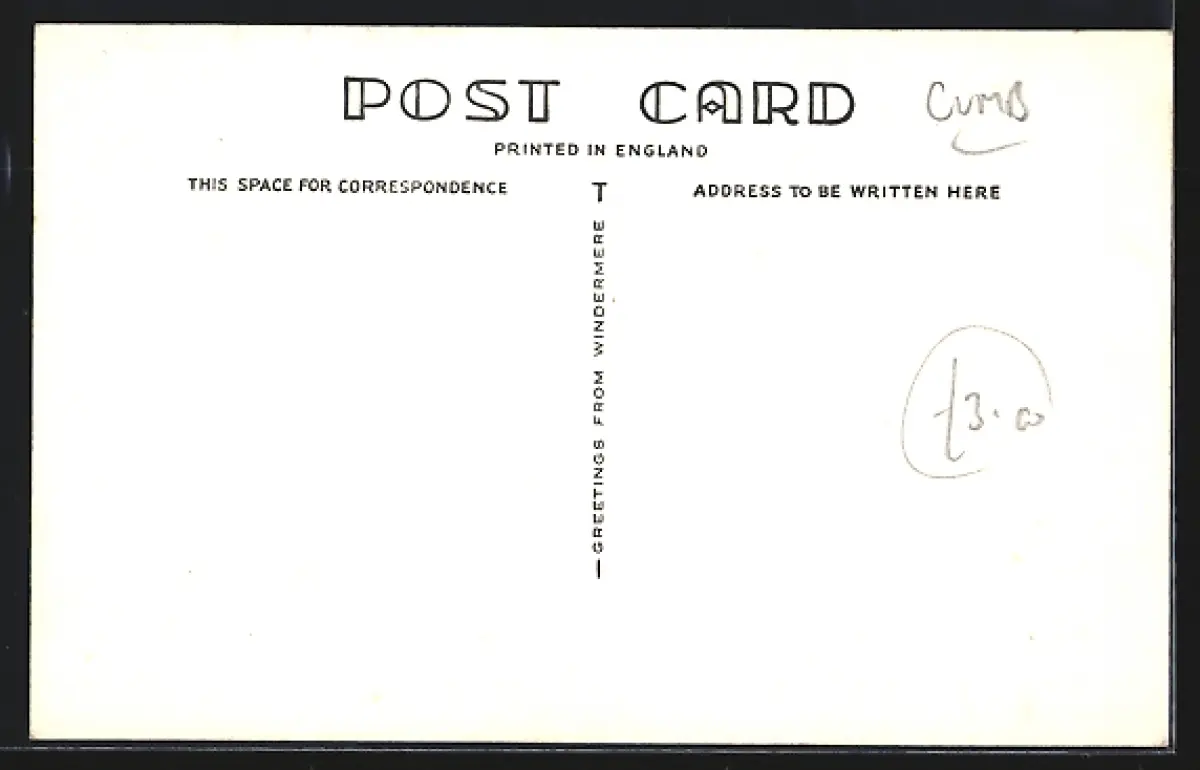 POST CARD
CUMB
PRINTED IN ENGLAND
THIS SPACE FOR CORRESPONDENCE
T
ADDRESS TO BE WRITTEN HERE
GREETINGS FROM WINDERMERE
£3.00